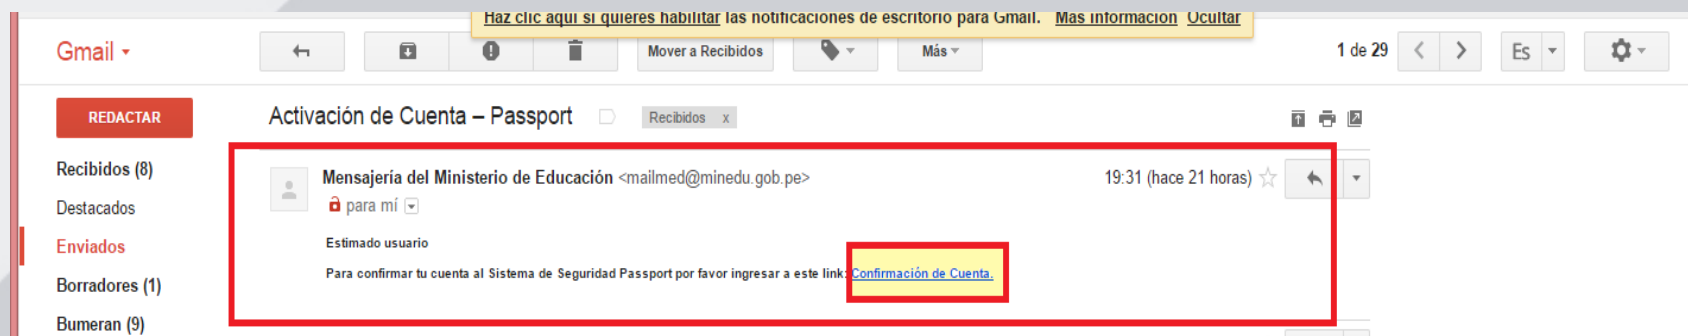 Haz clic aquí si quieres habilitar las notificaciones de escritorio para Gmail. Más información Ocultar
Gmail
Mover a Recibidos
Más
1 de 29
Es
REDACTAR
Activación de Cuenta – Passport
Recibidos x
Recibidos (8)
Mensajería del Ministerio de Educación <mailmed@minedu.gob.pe>
19:31 (hace 21 horas)
para mí
Destacados
Enviados
Estimado usuario
Para confirmar tu cuenta al Sistema de Seguridad Passport por favor ingresar a este link: Confirmación de Cuenta.
Borradores (1)
Bumeran (9)